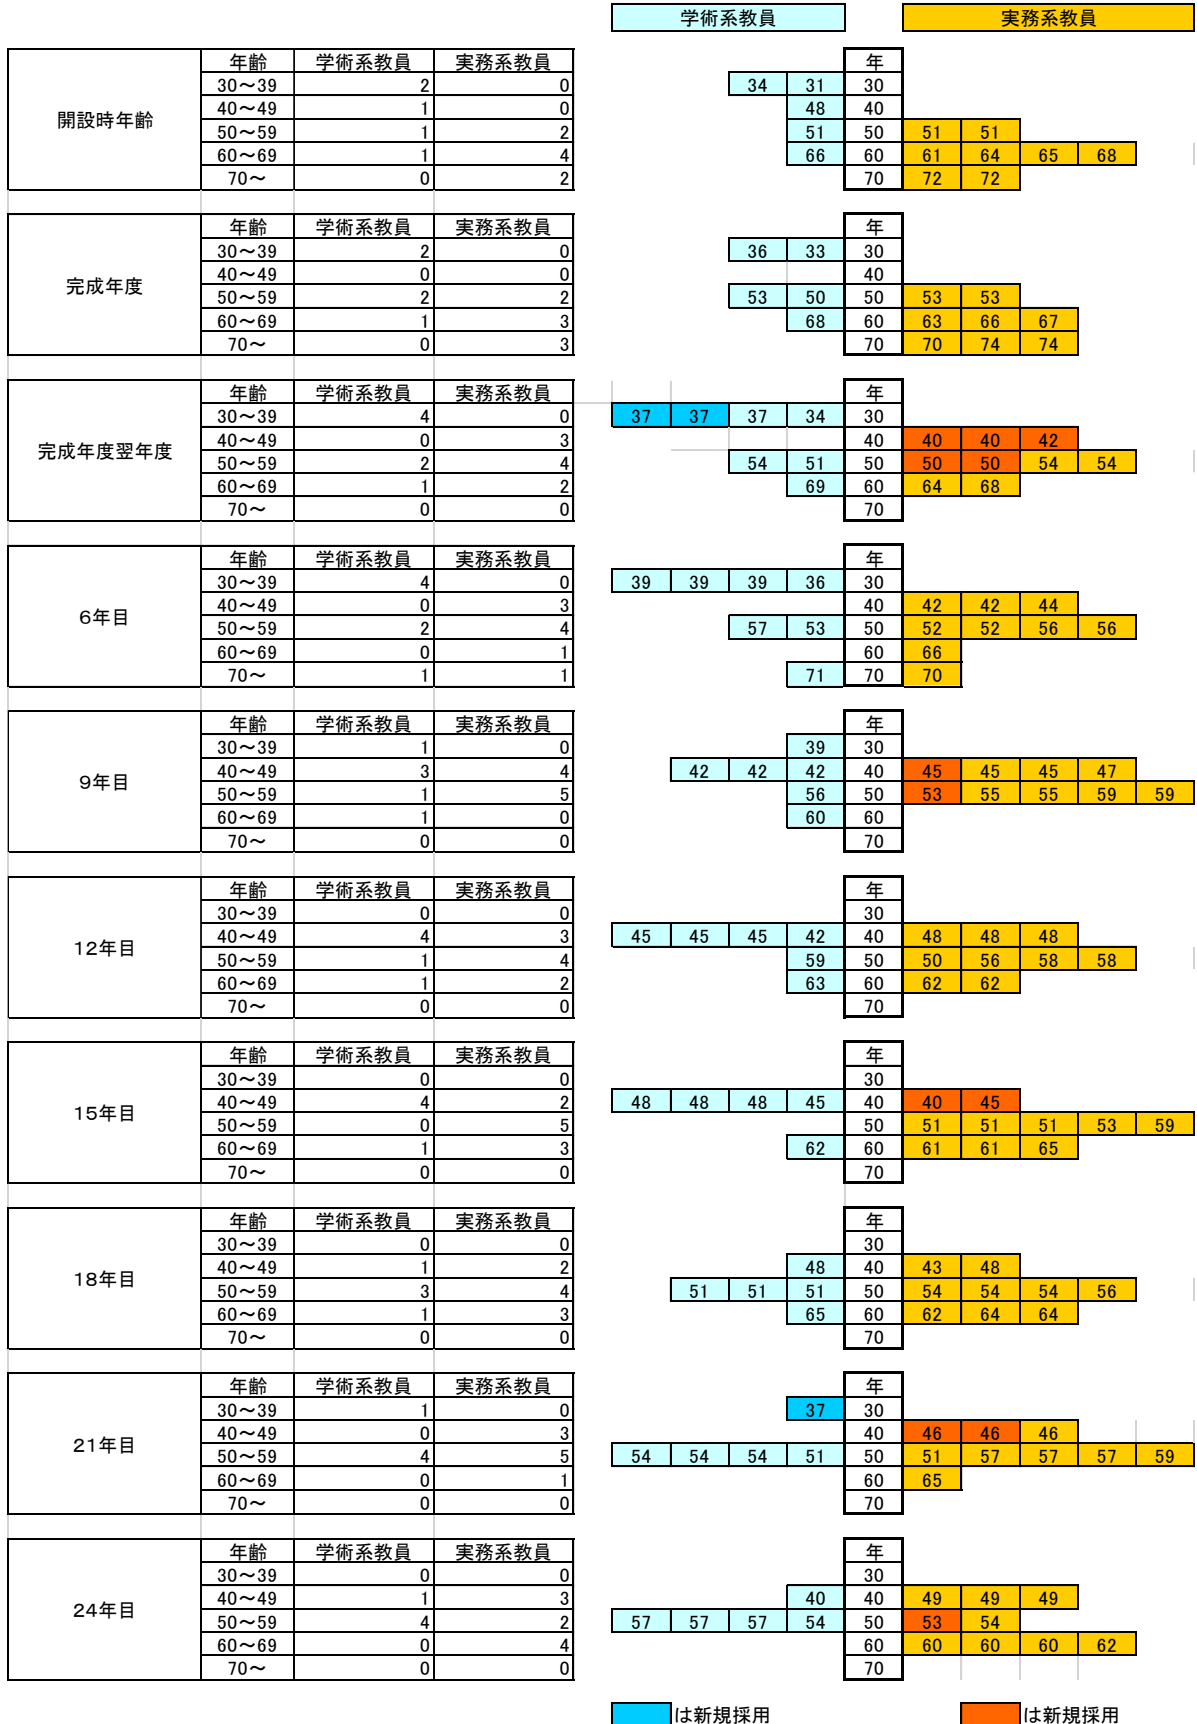 学術系教員 実務系教員
年齢 学術系教員 実務系教員 年
30～39 2 0 34 31 30
40～49 1 0 48 40
開設時年齢 50～59 1 2 51 50 51 51
60～69 1 4 66 60 61 64 65 68
70～ 0 2 70 72 72
年齢 学術系教員 実務系教員 年
30～39 2 0 36 33 30
40～49 0 0 40
完成年度 50～59 2 2 53 50 50 53 53
60～69 1 3 68 60 63 66 67
70～ 0 3 70 70 74 74
年齢 学術系教員 実務系教員 年
30～39 4 0 37 37 37 34 30
40～49 0 3 40 40 40 42
完成年度翌年度 50～59 2 4 54 51 50 50 50 54 54
60～69 1 2 69 60 64 68
70～ 0 0 70
年齢 学術系教員 実務系教員 年
30～39 4 0 39 39 39 36 30
40～49 0 3 40 42 42 44
6年目 50～59 2 4 57 53 50 52 52 56 56
60～69 0 1 60 66
70～ 1 1 71 70 70
年齢 学術系教員 実務系教員 年
30～39 1 0 39 30
40～49 3 4 42 42 42 40 45 45 45 47
9年目 50～59 1 5 56 50 53 55 55 59 59
60～69 1 0 60 60
70～ 0 0 70
年齢 学術系教員 実務系教員 年
30～39 0 0 30
40～49 4 3 45 45 45 42 40 48 48 48
12年目 50～59 1 4 59 50 50 56 58 58
60～69 1 2 63 60 62 62
70～ 0 0 70
年齢 学術系教員 実務系教員 年
30～39 0 0 30
40～49 4 2 48 48 48 45 40 40 45
15年目 50～59 0 5 50 51 51 51 53 59
60～69 1 3 62 60 61 61 65
70～ 0 0 70
年齢 学術系教員 実務系教員 年
30～39 0 0 30
40～49 1 2 48 40 43 48
18年目 50～59 3 4 51 51 51 50 54 54 54 56
60～69 1 3 65 60 62 64 64
70～ 0 0 70
年齢 学術系教員 実務系教員 年
30～39 1 0 37 30
40～49 0 3 40 46 46 46
21年目 50～59 4 5 54 54 54 51 50 51 57 57 57 59
60～69 0 1 60 65
70～ 0 0 70
年齢 学術系教員 実務系教員 年
30～39 0 0 30
40～49 1 3 40 40 49 49 49
24年目 50～59 4 2 57 57 57 54 50 53 54
60～69 0 4 60 60 60 60 62
70～ 0 0 70
は新規採用 は新規採用